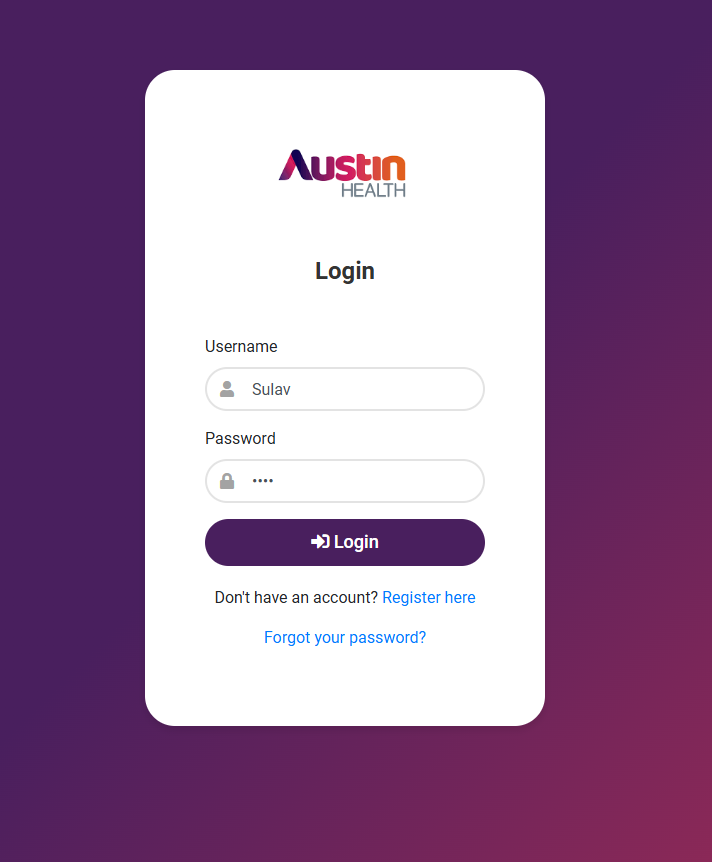 Austin
HEALTH
Login
Username
Sulav
Password
••••
Login
Don't have an account? Register here
Forgot your password?